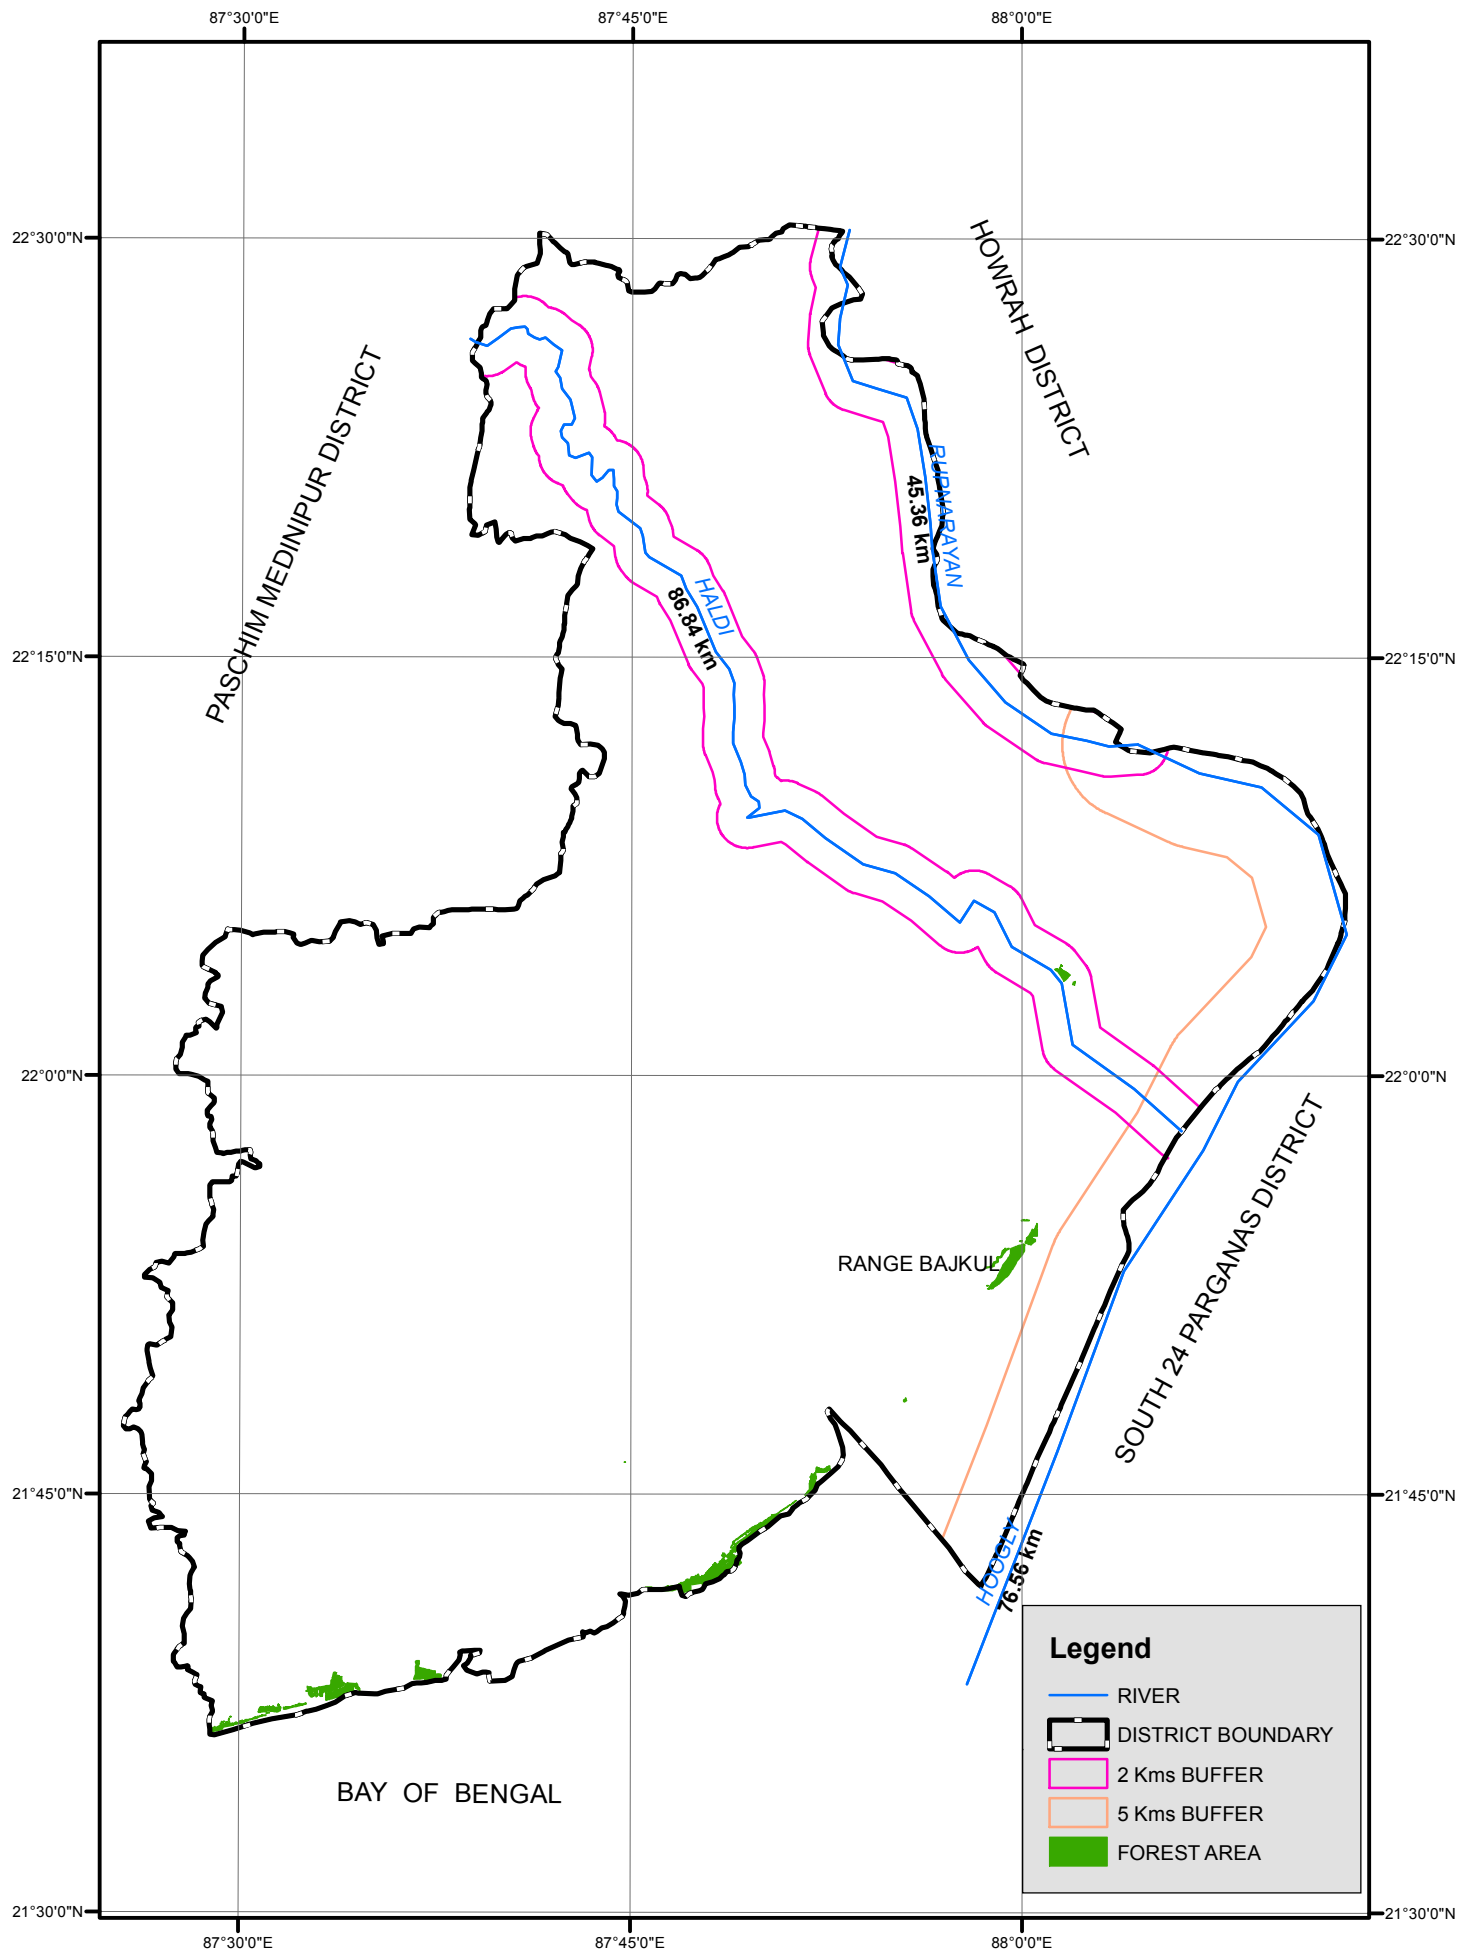 87°30'0"E
87°45'0"E
88°0'0"E
22°30'0"N
22°30'0"N
HOWRAH DISTRICT
PASCHIM MEDINIPUR DISTRICT
RUPNARAYAN
45.36 km
HALDI
86.84 km
22°15'0"N
22°15'0"N
22°0'0"N
22°0'0"N
SOUTH 24 PARGANAS DISTRICT
RANGE BAJKUL
21°45'0"N
21°45'0"N
HOOGLY
76.56 km
BAY OF BENGAL
Legend
RIVER
DISTRICT BOUNDARY
2 Kms BUFFER
5 Kms BUFFER
FOREST AREA
21°30'0"N
21°30'0"N
87°30'0"E
87°45'0"E
88°0'0"E